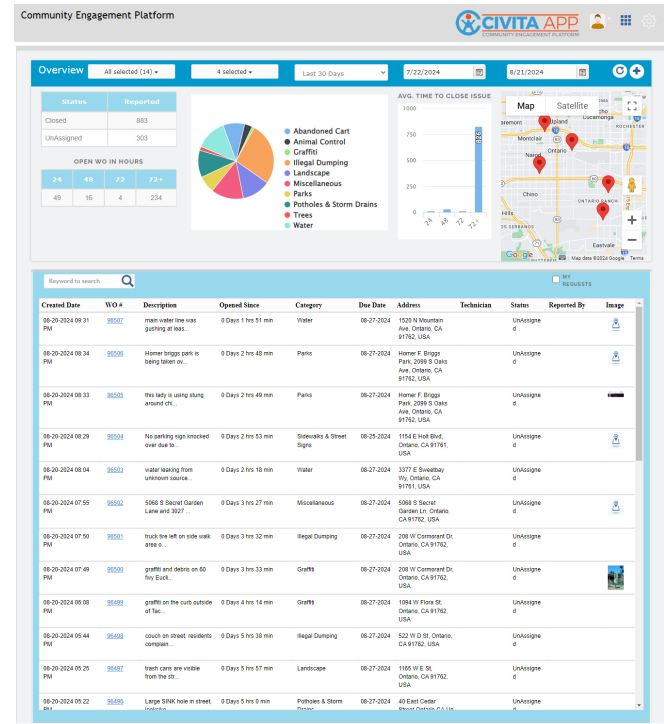 Community Engagement Platform
CIVITA APP
COMMUNITY ENGAGEMENT PLATFORM
Overview
All selected (14)
4 selected
Last 30 Days
7/22/2024
8/21/2024
Status Reported
Closed 883
UnAssigned 303
OPEN WO IN HOURS
24 48 72 72+
49 16 4 234
Abandoned Cart
Animal Control
Graffiti
Illegal Dumping
Landscape
Miscellaneous
Parks
Potholes & Storm Drains
Trees
Water
AVG. TIME TO CLOSE ISSUE
1000
750
500
250
0
24 48 72 72+
Map Satellite
Upland
Cucamonga
ROCHESTER
Montclair
Ontario
Chino
ONTARIO RANCH
Hills
Eastvale
Google
Map data ©2024 Google Terms
Keyword to search
MY
REQUESTS
Created Date WO # Description Opened Since Category Due Date Address Technician Status Reported By Image
08-20-2024 09:31 96507 main water line was 0 Days 1 hrs 51 min Water 08-27-2024 1520 N Mountain UnAssigne
PM gushing at leas... Ave, Ontario, CA d
91762, USA
08-20-2024 08:34 96506 Homer briggs park is 0 Days 2 hrs 48 min Parks 08-27-2024 Homer F. Briggs UnAssigne
PM being taken ov... Park, 2099 S Oaks d
Ave, Ontario, CA
91762, USA
08-20-2024 08:33 96505 this lady is using stung 0 Days 2 hrs 49 min Parks 08-27-2024 Homer F. Briggs UnAssigne
PM around chi... Park, 2099 S Oaks d
Ave, Ontario, CA
91762, USA
08-20-2024 08:29 96504 No parking sign knocked 0 Days 2 hrs 53 min Sidewalks & Street 08-25-2024 1154 E Holt Blvd, UnAssigne
PM over due to... Signs Ontario, CA 91761, d
USA
08-20-2024 08:04 96503 water leaking from 0 Days 2 hrs 18 min Water 08-27-2024 3377 E Sweetbay UnAssigne
PM unknown source... Wy, Ontario, CA d
91761, USA
08-20-2024 07:55 96502 5068 S Secret Garden 0 Days 3 hrs 27 min Miscellaneous 08-27-2024 5068 S Secret UnAssigne
PM Lane and 3027 ... Garden Ln, Ontario, d
CA 91762, USA
08-20-2024 07:50 96501 truck tire left on side walk 0 Days 3 hrs 32 min Illegal Dumping 08-27-2024 208 W Cormorant Dr, UnAssigne
PM area o... Ontario, CA 91762, d
USA
08-20-2024 07:49 96500 graffiti and debris on 60 0 Days 3 hrs 33 min Graffiti 08-27-2024 208 W Cormorant Dr, UnAssigne
PM fwy Eucli... Ontario, CA 91762, d
USA
08-20-2024 06:08 96499 graffiti on the curb outside 0 Days 4 hrs 14 min Graffiti 08-27-2024 1094 W Flora St, UnAssigne
PM of Tac... Ontario, CA 91762, d
USA
08-20-2024 05:44 96498 couch on street. residents 0 Days 5 hrs 38 min Illegal Dumping 08-27-2024 522 W D St, Ontario, UnAssigne
PM complain... CA 91762, USA d
08-20-2024 05:25 96497 trash cans are visible 0 Days 5 hrs 57 min Landscape 08-27-2024 1165 W E St, UnAssigne
PM from the str... Ontario, CA 91762, d
USA
08-20-2024 05:22 96496 Large SINK hole in street. 0 Days 5 hrs 0 min Potholes & Storm 08-27-2024 40 East Cedar UnAssigne